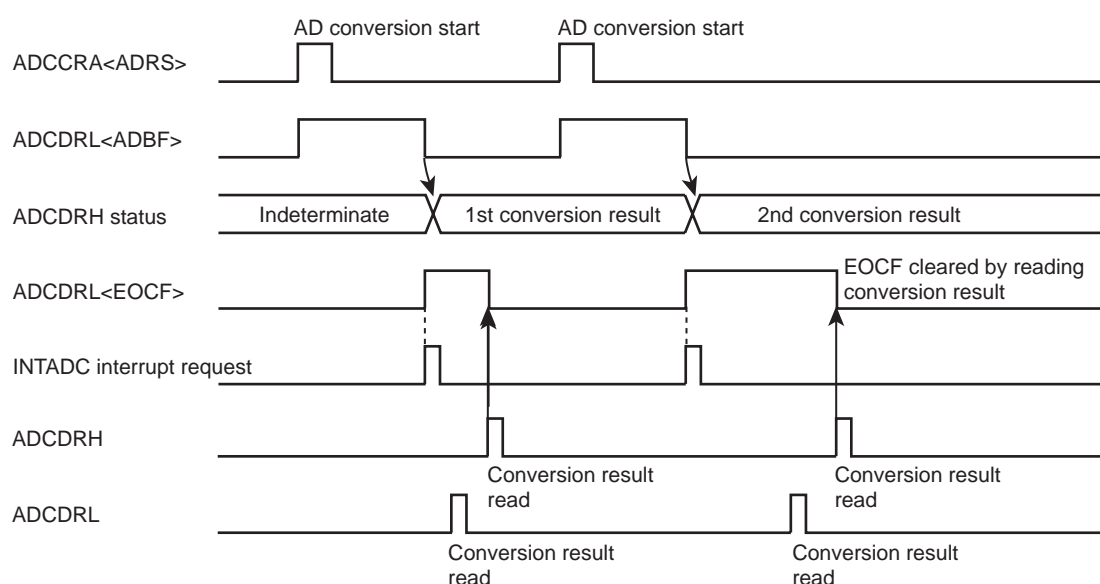 AD conversion start
AD conversion start
ADCCRA<ADRS>
ADCDRL<ADBF>
ADCDRH status
Indeterminate
1st conversion result
2nd conversion result
EOCF cleared by reading
conversion result
ADCDRL<EOCF>
INTADC interrupt request
ADCDRH
Conversion result
read
Conversion result
read
ADCDRL
Conversion result
read
Conversion result
read